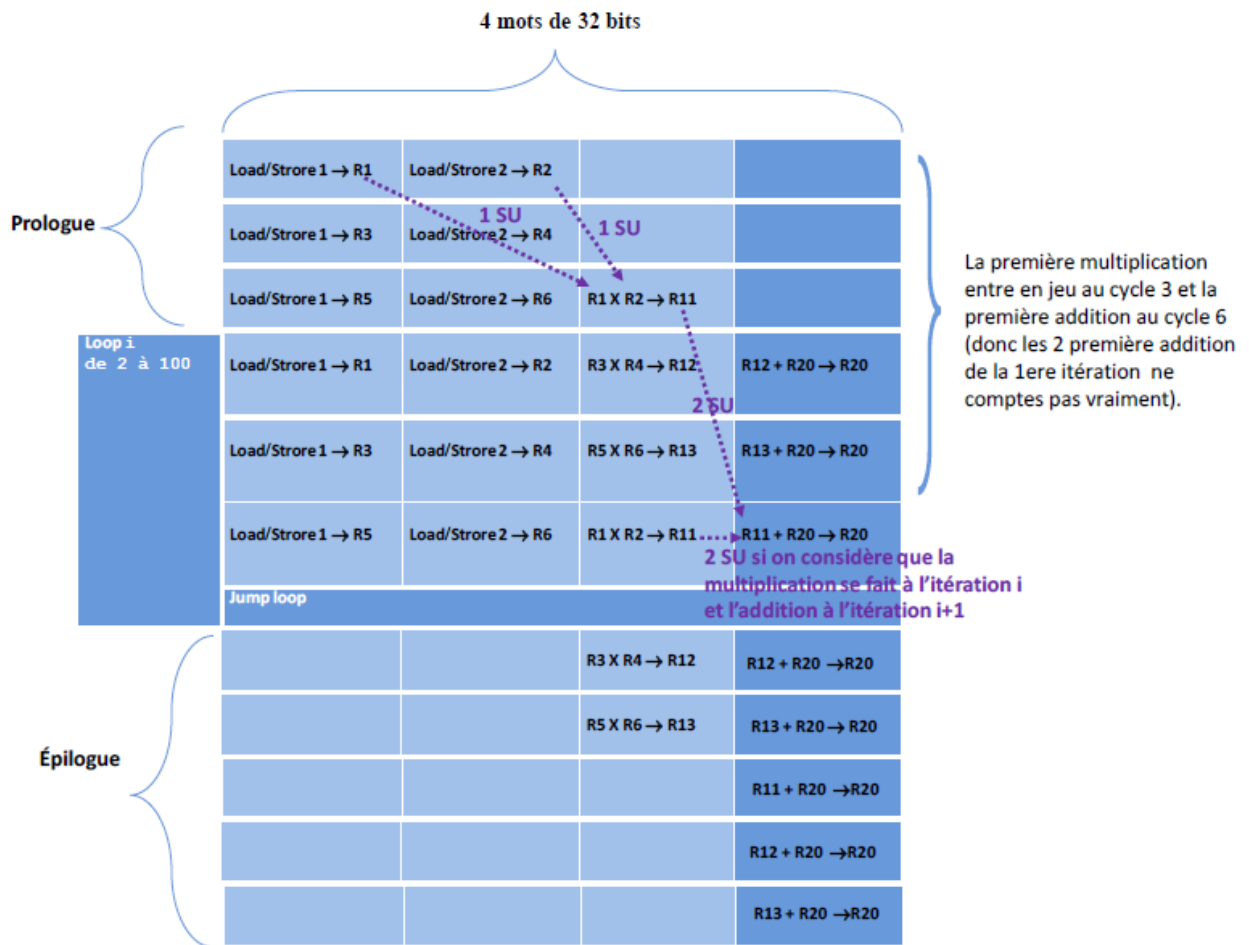 4 mots de 32 bits
Prologue
Load/Strore 1 → R1
Load/Strore 2 → R2
1 SU
1 SU
Load/Strore 1 → R3
Load/Strore 2 → R4
Load/Strore 1 → R5
Load/Strore 2 → R6
R1 X R2 → R11
La première multiplication
entre en jeu au cycle 3 et la
première addition au cycle 6
(donc les 2 première addition
de la 1ere itération ne
comptes pas vraiment).
Loop i
de 2 à 100
Load/Strore 1 → R1
Load/Strore 2 → R2
R3 X R4 → R12
R12 + R20 → R20
2 SU
Load/Strore 1 → R3
Load/Strore 2 → R4
R5 X R6 → R13
R13 + R20 → R20
Load/Strore 1 → R5
Load/Strore 2 → R6
R1 X R2 → R11
R11 + R20 → R20
2 SU si on considère que la
multiplication se fait à l'itération i
et l'addition à l'itération i+1
Jump loop
Épilogue
R3 X R4 → R12
R12 + R20 → R20
R5 X R6 → R13
R13 + R20 → R20
R11 + R20 → R20
R12 + R20 → R20
R13 + R20 → R20